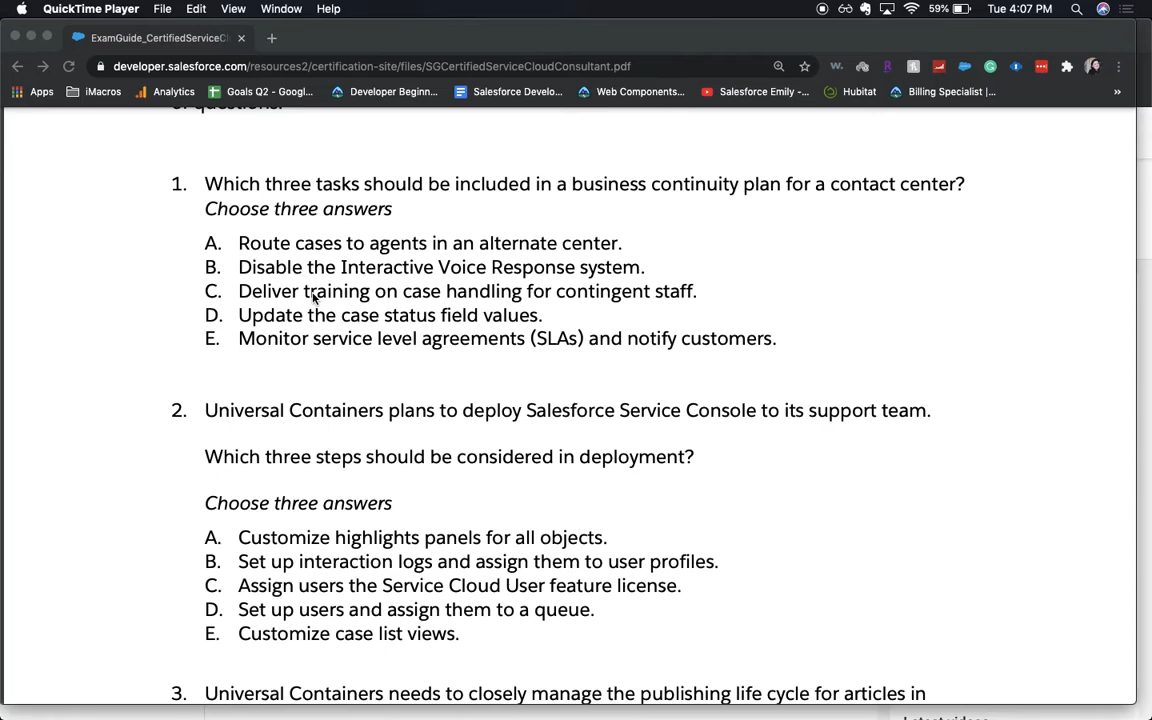 QuickTime Player File Edit View Window Help 59% Tue 4:07 PM
ExamGuide_CertifiedServiceCl
developer.salesforce.com/resources2/certification-site/files/SGCertifiedServiceCloudConsultant.pdf
Apps iMacros Analytics Goals Q2 - Googl... Developer Beginn... Salesforce Develo... Web Components... Salesforce Emily -... Hubitat Billing Specialist |... »
of questions.
1. Which three tasks should be included in a business continuity plan for a contact center?
Choose three answers
A. Route cases to agents in an alternate center.
B. Disable the Interactive Voice Response system.
C. Deliver training on case handling for contingent staff.
D. Update the case status field values.
E. Monitor service level agreements (SLAs) and notify customers.
2. Universal Containers plans to deploy Salesforce Service Console to its support team.
Which three steps should be considered in deployment?
Choose three answers
A. Customize highlights panels for all objects.
B. Set up interaction logs and assign them to user profiles.
C. Assign users the Service Cloud User feature license.
D. Set up users and assign them to a queue.
E. Customize case list views.
3. Universal Containers needs to closely manage the publishing life cycle for articles in